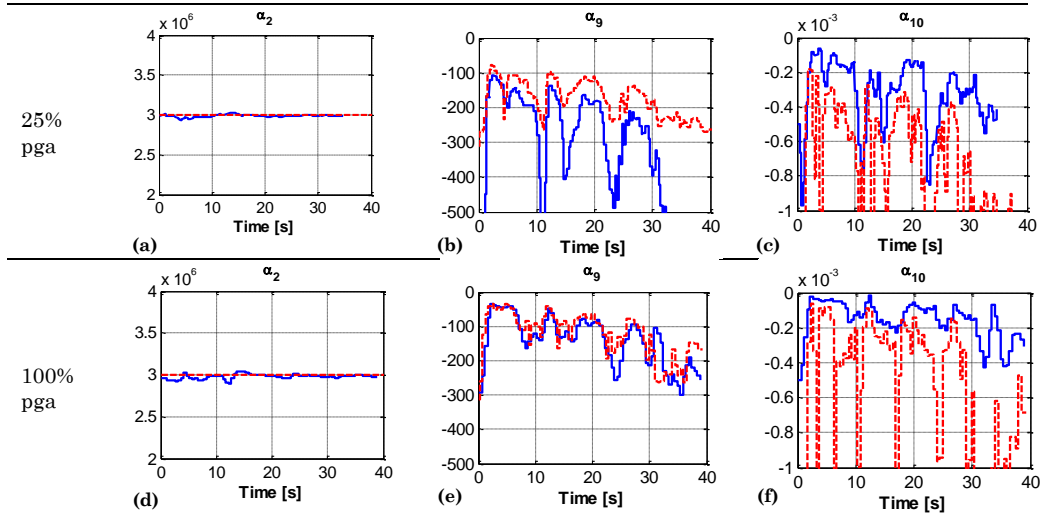 α2
α9
α10
x 10^6
x 10^-3
4
3.5
3
2.5
2
0
-100
-200
-300
-400
-500
0
-0.2
-0.4
-0.6
-0.8
-1
25%
pga
0 10 20 30 40
0 10 20 30 40
0 10 20 30 40
Time [s]
Time [s]
Time [s]
(a)
(b)
(c)
α2
α9
α10
x 10^6
x 10^-3
4
3.5
3
2.5
2
0
-100
-200
-300
-400
-500
0
-0.2
-0.4
-0.6
-0.8
-1
100%
pga
0 10 20 30 40
0 10 20 30 40
0 10 20 30 40
Time [s]
Time [s]
Time [s]
(d)
(e)
(f)